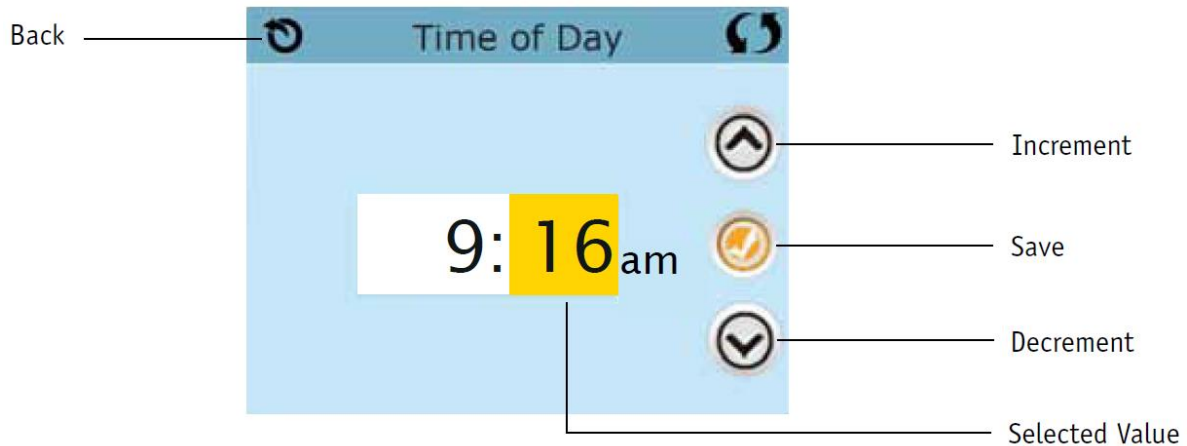 Back
Time of Day
Increment
9:16am
Save
Decrement
Selected Value